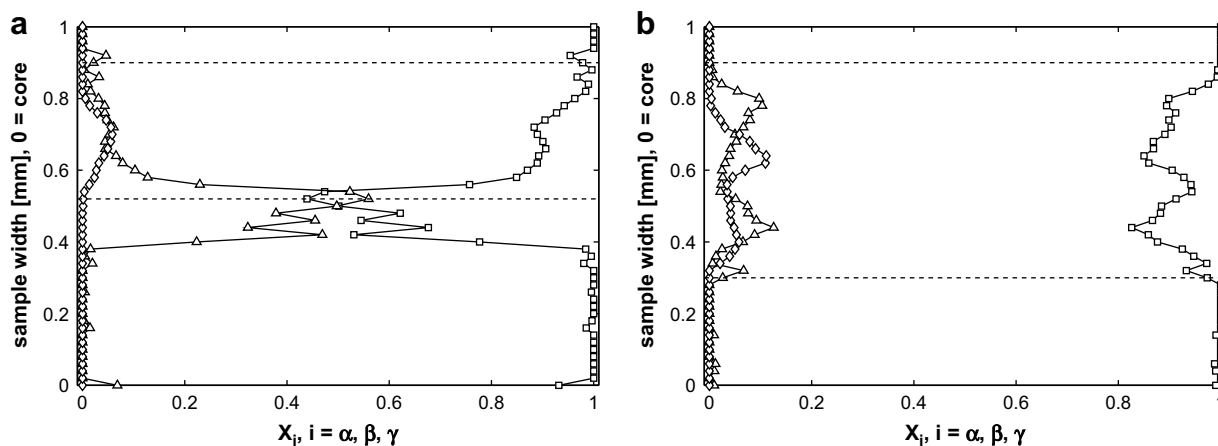 a
1
0.8
0.6
0.4
0.2
0
sample width [mm], 0 = core
0 0.2 0.4 0.6 0.8 1
Xi, i = α, β, γ
b
1
0.8
0.6
0.4
0.2
0
sample width [mm], 0 = core
0 0.2 0.4 0.6 0.8 1
Xi, i = α, β, γ